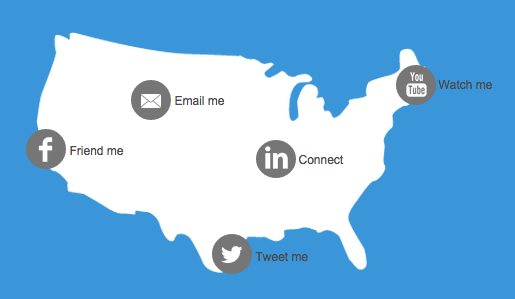 You
Tube
Watch me
Email me
f
Friend me
in
Connect
Tweet me